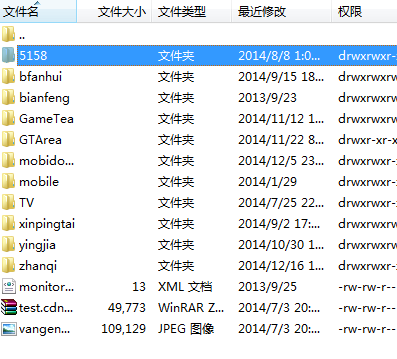 文件名 文件大小 文件类型 最近修改 权限
..
5158 文件夹 2014/8/8 1:0... drwxrwxr-
bfanhui 文件夹 2014/9/15 18... drwxrwxr-
bianfeng 文件夹 2013/9/23 drwxrwxr-
GameTea 文件夹 2014/11/12 1... drwxrwxr-
GTArea 文件夹 2014/11/22 8... drwxr-xr-x
mobido... 文件夹 2014/12/5 23... drwxrwxr-
mobile 文件夹 2014/1/29 drwxrwxr-
TV 文件夹 2014/7/25 22... drwxrwxr-
xinpingtai 文件夹 2014/9/2 17:... drwxrwxr-
yingjia 文件夹 2014/10/30 1... drwxrwxr-
zhanqi 文件夹 2014/12/16 1... drwxrwxr-
monitor... 13 XML 文档 2013/9/25 -rw-rw-r--
test.cdn... 49,773 WinRAR Z... 2014/7/3 20:... -rw-rw-r--
vangen... 109,129 JPEG 图像 2014/7/3 20:... -rw-rw-r--